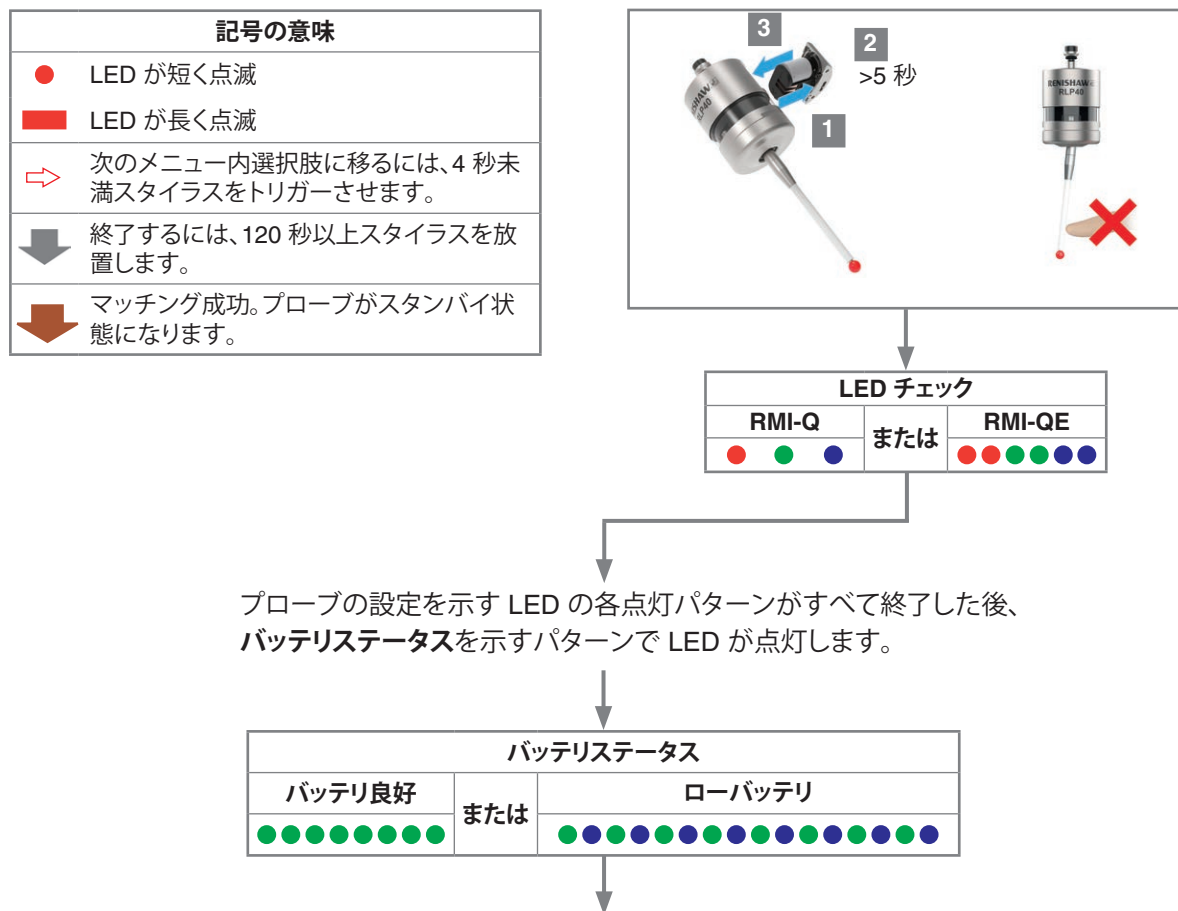 記号の意味
LED が短く点滅
LED が長く点滅
次のメニュー内選択肢に移るには、4 秒未
満スタイラスをトリガーさせます。
終了するには、120 秒以上スタイラスを放
置します。
マッチング成功。プローブがスタンバイ状
態になります。
3
2
>5 秒
1
RENISHAW
RLP40
RENISHAW
RLP40
LED チェック
RMI-Q
または
RMI-QE
プローブの設定を示す LED の各点灯パターンがすべて終了した後、
バッテリステータスを示すパターンで LED が点灯します。
バッテリステータス
バッテリ良好
または
ローバッテリ